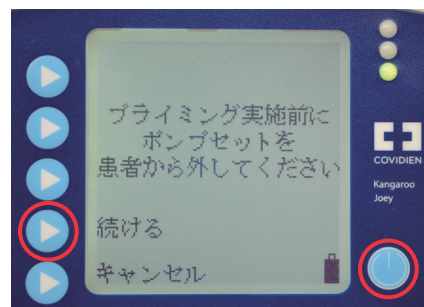 プライミング実施前に
ポンプセットを
患者から外してください
続ける
キャンセル
COVIDIEN
Kangaroo
Joey